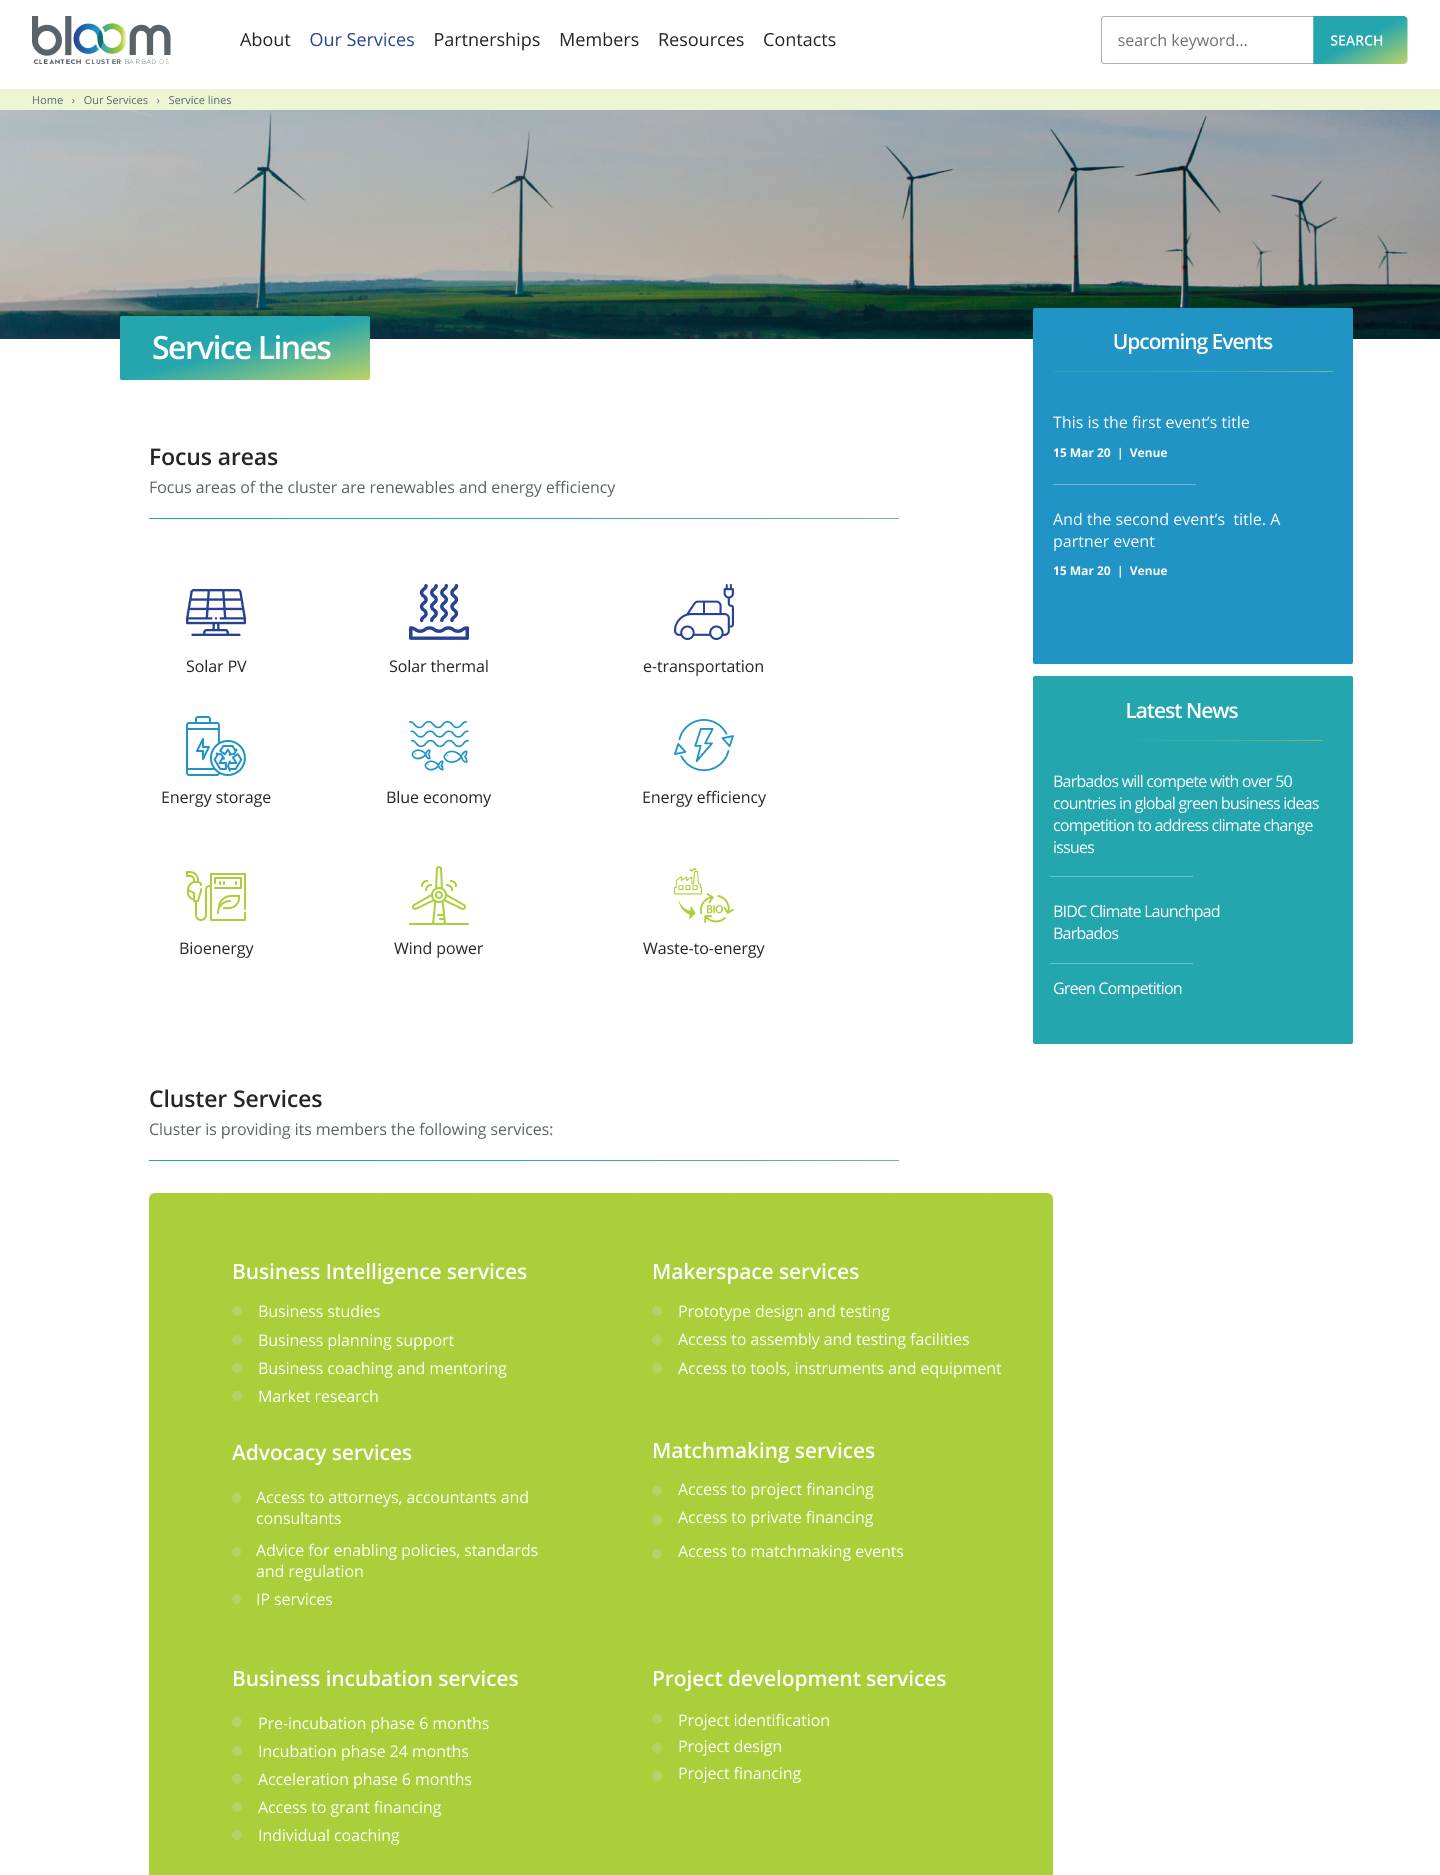 bloom
CLEANTECH CLUSTER BARBADOS
About Our Services Partnerships Members Resources Contacts
search keyword...
SEARCH
Home › Our Services › Service lines
Service Lines
Upcoming Events
This is the first event’s title
15 Mar 20 | Venue
And the second event’s title. A
partner event
15 Mar 20 | Venue
Latest News
Barbados will compete with over 50
countries in global green business ideas
competition to address climate change
issues
BIDC Climate Launchpad
Barbados
Green Competition
Focus areas
Focus areas of the cluster are renewables and energy efficiency
Solar PV
Solar thermal
e-transportation
Energy storage
Blue economy
Energy efficiency
BIO
Bioenergy
Wind power
Waste-to-energy
Cluster Services
Cluster is providing its members the following services:
Business Intelligence services
Business studies
Business planning support
Business coaching and mentoring
Market research
Makerspace services
Prototype design and testing
Access to assembly and testing facilities
Access to tools, instruments and equipment
Advocacy services
Access to attorneys, accountants and
consultants
Advice for enabling policies, standards
and regulation
IP services
Matchmaking services
Access to project financing
Access to private financing
Access to matchmaking events
Business incubation services
Pre-incubation phase 6 months
Incubation phase 24 months
Acceleration phase 6 months
Access to grant financing
Individual coaching
Project development services
Project identification
Project design
Project financing